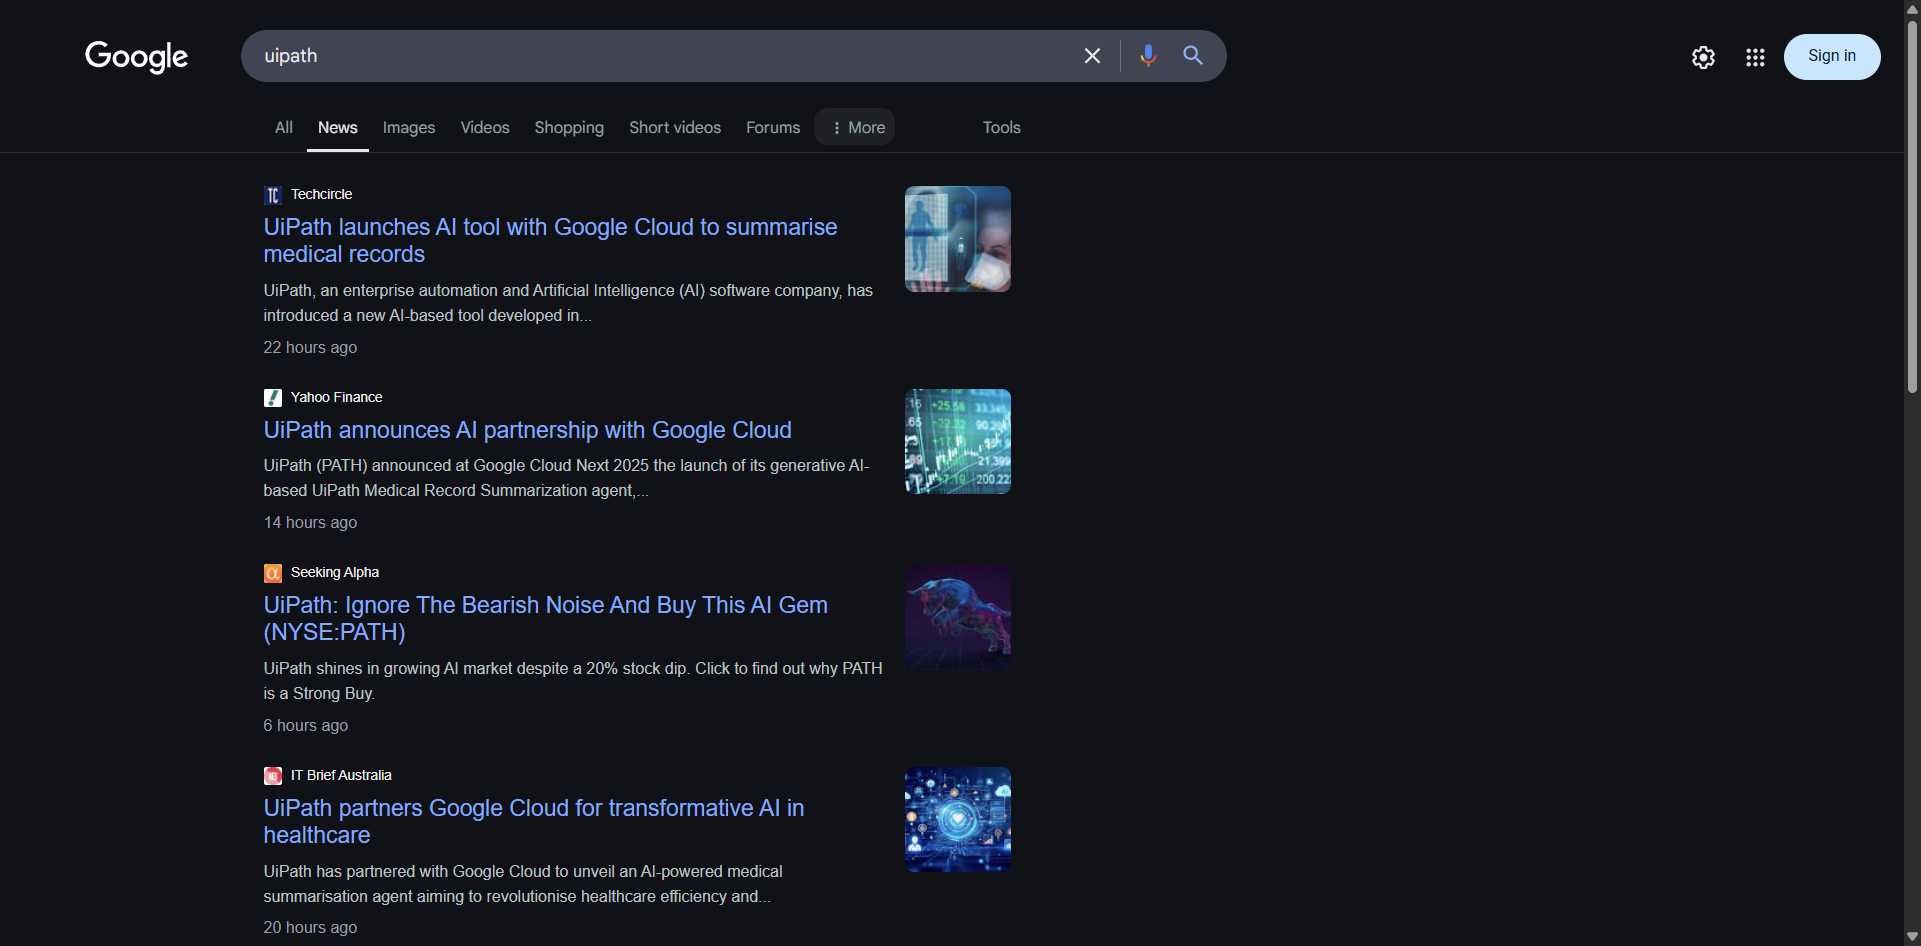 Google
uipath
Sign in
All News Images Videos Shopping Short videos Forums More Tools
Techcircle
UiPath launches AI tool with Google Cloud to summarise
medical records
UiPath, an enterprise automation and Artificial Intelligence (AI) software company, has
introduced a new AI-based tool developed in...
22 hours ago
Yahoo Finance
UiPath announces AI partnership with Google Cloud
UiPath (PATH) announced at Google Cloud Next 2025 the launch of its generative AI-
based UiPath Medical Record Summarization agent,...
14 hours ago
Seeking Alpha
UiPath: Ignore The Bearish Noise And Buy This AI Gem
(NYSE:PATH)
UiPath shines in growing AI market despite a 20% stock dip. Click to find out why PATH
is a Strong Buy.
6 hours ago
IT Brief Australia
UiPath partners Google Cloud for transformative AI in
healthcare
UiPath has partnered with Google Cloud to unveil an AI-powered medical
summarisation agent aiming to revolutionise healthcare efficiency and...
20 hours ago